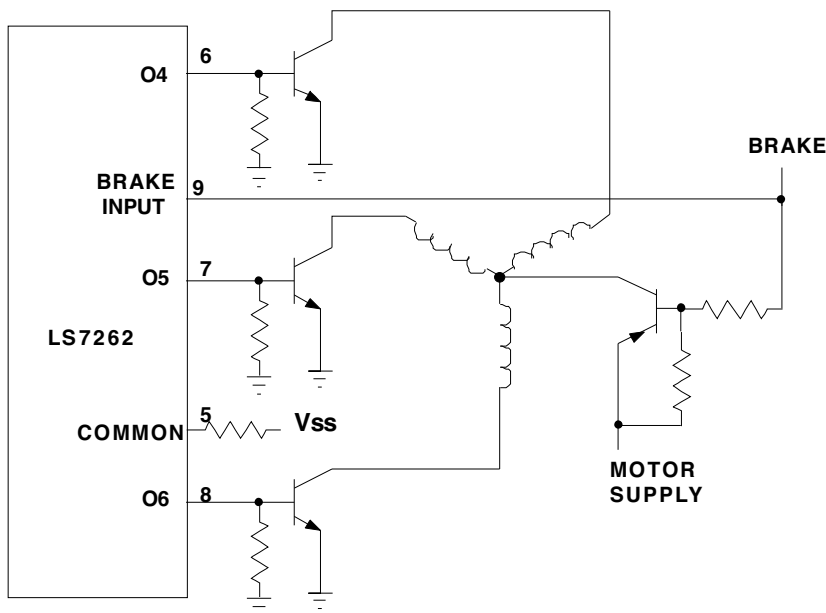 6
O4
BRAKE
BRAKE
INPUT
9
7
O5
LS7262
5
Vss
COMMON
MOTOR
SUPPLY
O6
8